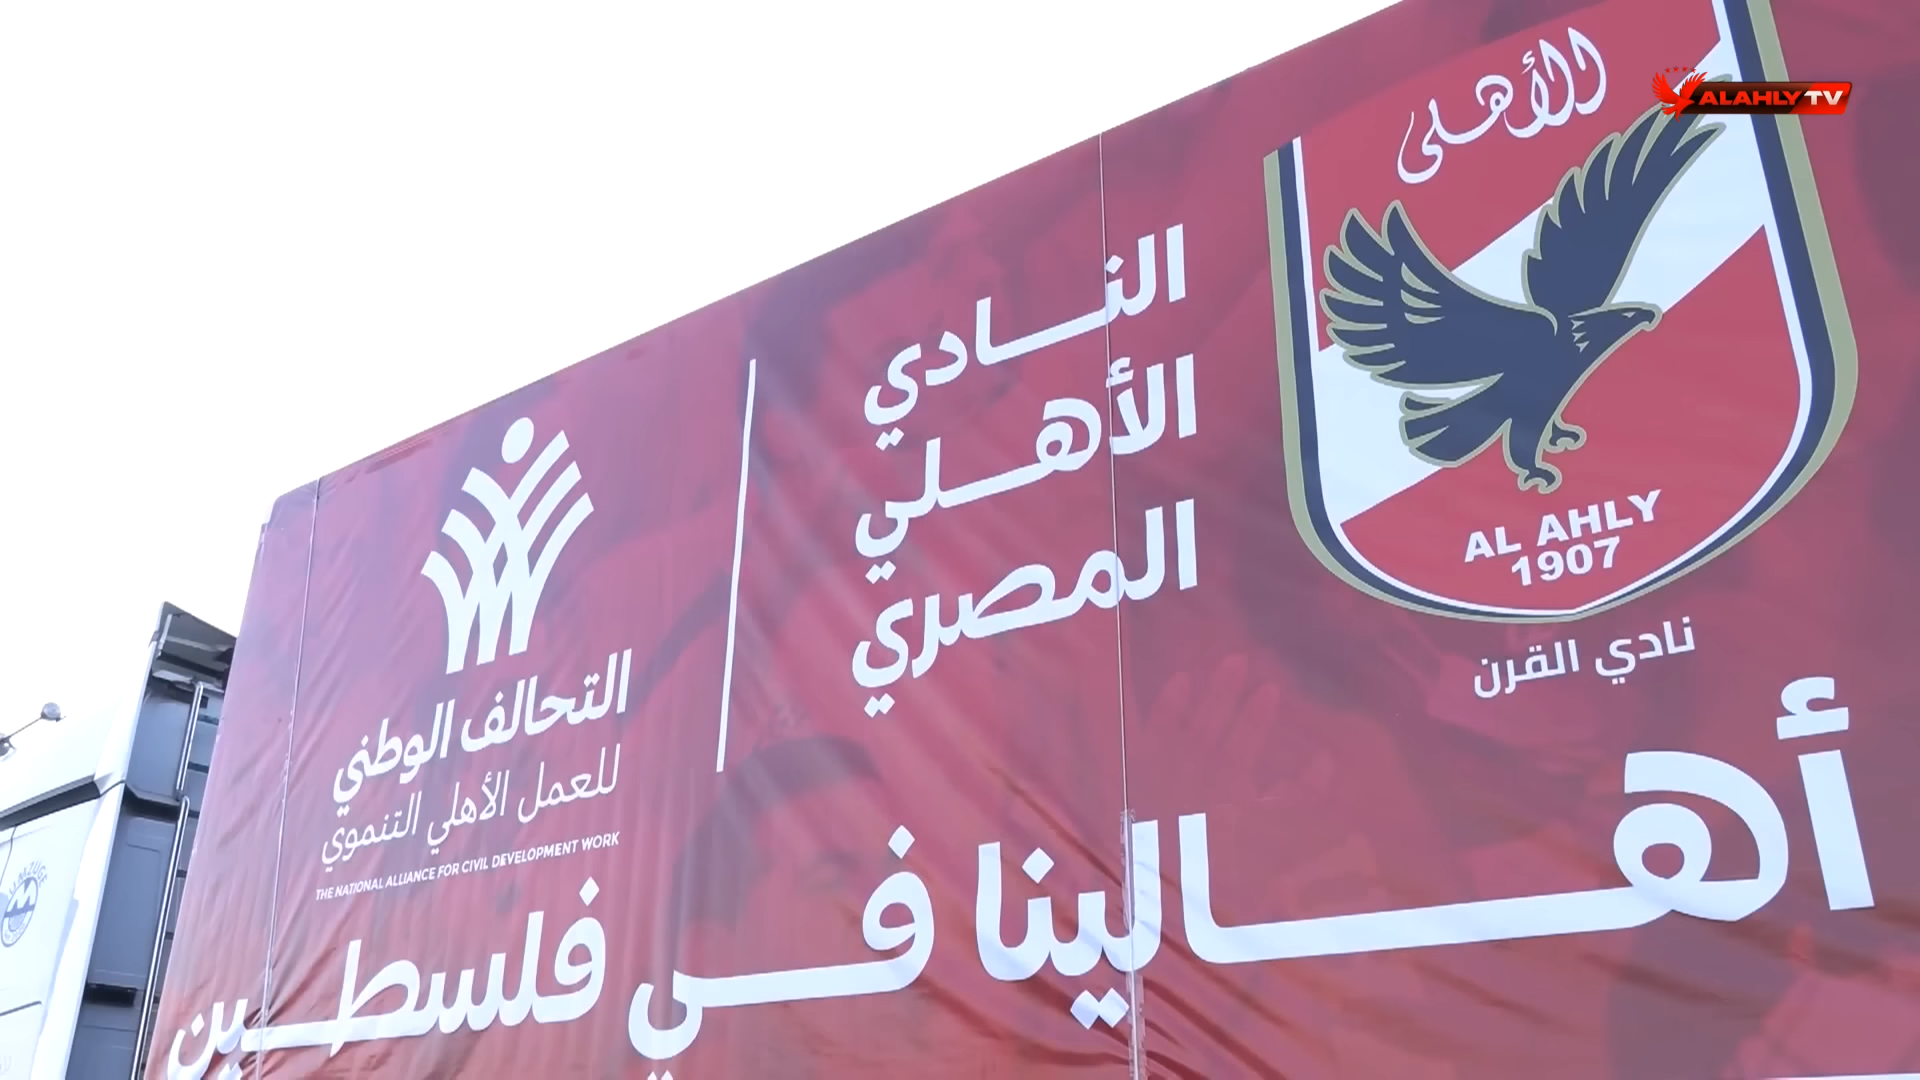 ALAHLY TV
الأهلى
AL AHLY
1907
نادي القرن
النادي
الأهلي
المصري
التحالف الوطني
للعمل الأهلي التنموي
THE NATIONAL ALLIANCE FOR CIVIL DEVELOPMENT WORK
أهالينا في فلسطين